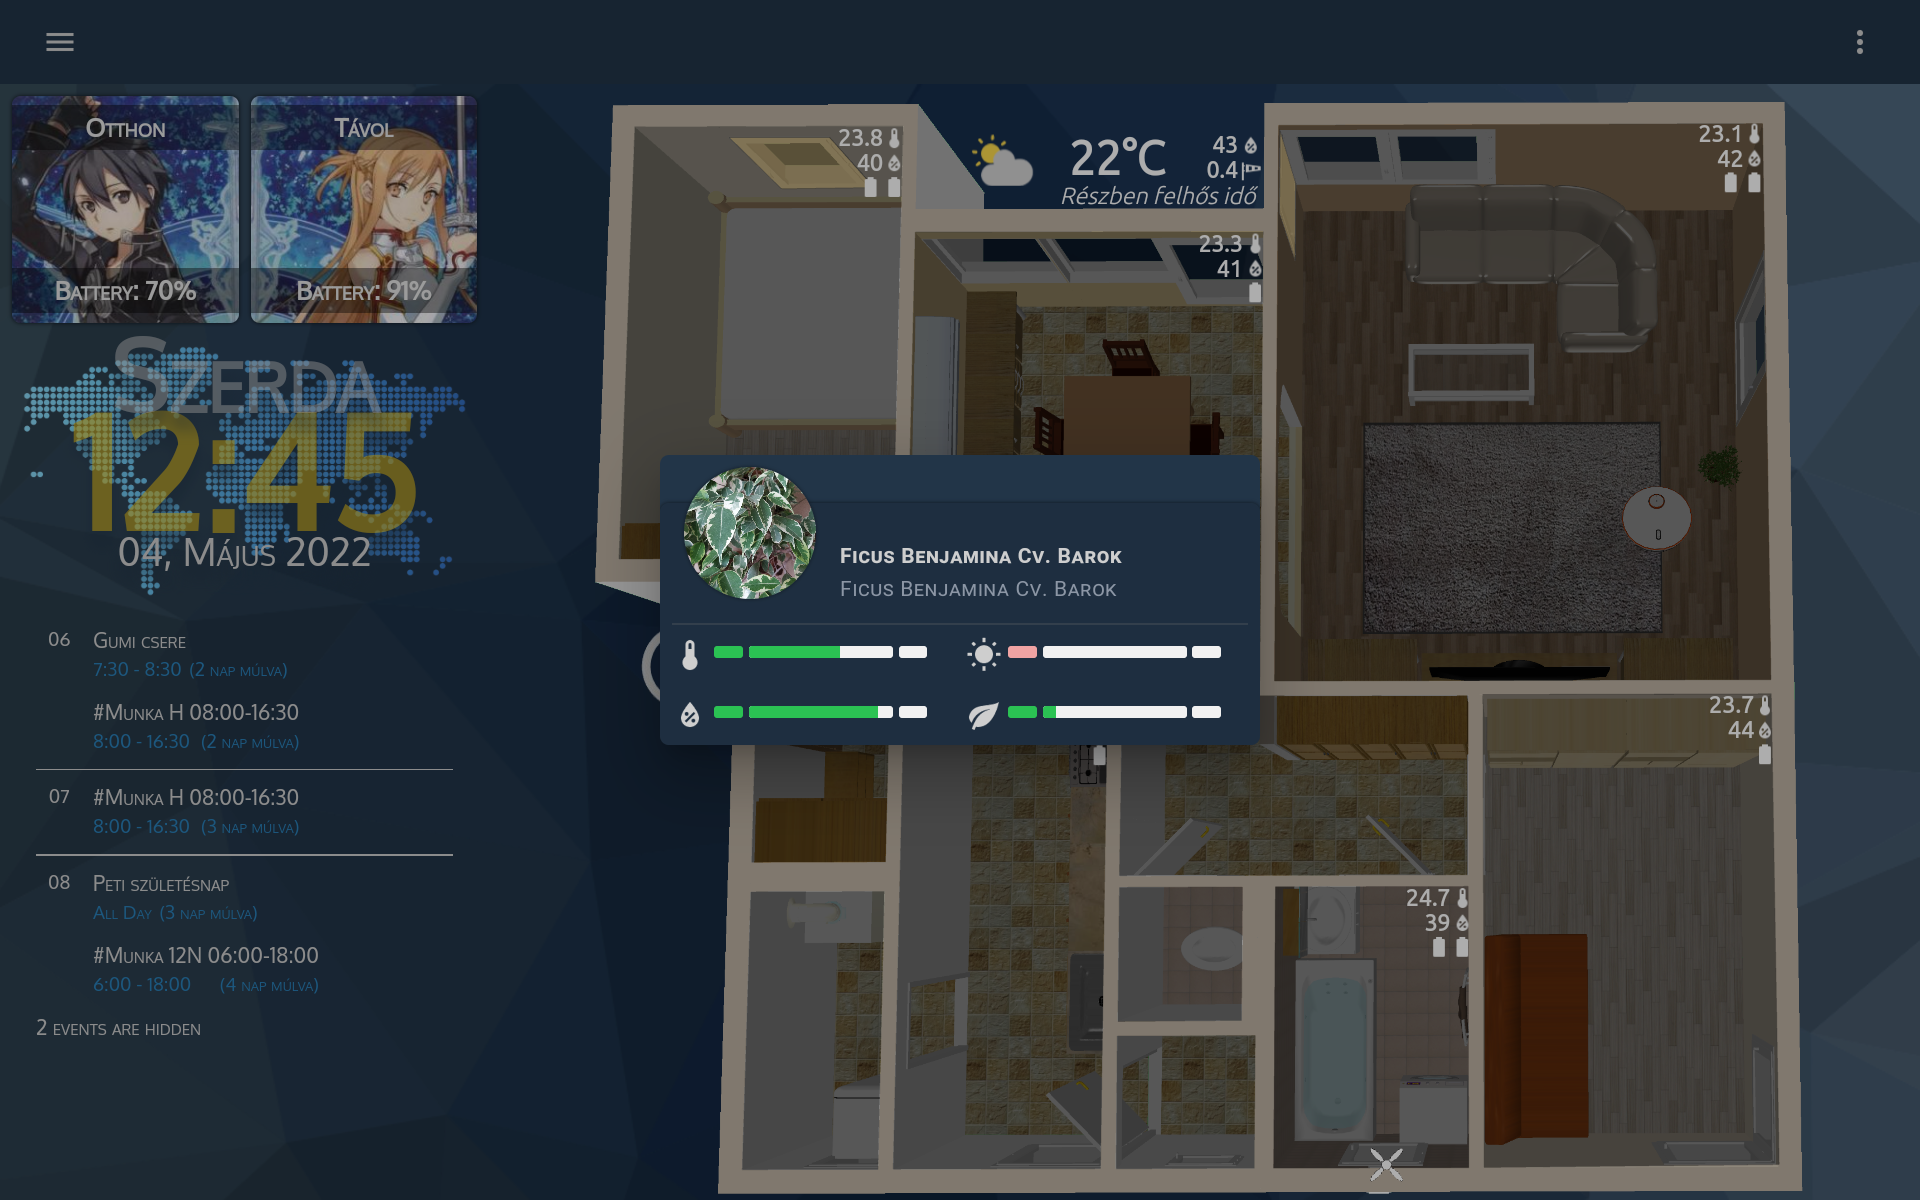 Otthon
Battery: 70%
Távol
Battery: 91%
Szerda
12:45
04, Május 2022
06 Gumi csere
7:30 - 8:30 (2 nap múlva)
#Munka H 08:00-16:30
8:00 - 16:30 (2 nap múlva)
07 #Munka H 08:00-16:30
8:00 - 16:30 (3 nap múlva)
08 Peti születésnap
All Day (3 nap múlva)
#Munka 12N 06:00-18:00
6:00 - 18:00 (4 nap múlva)
2 events are hidden
23.8
40
22°C
43
0.4
Részben felhős idő
23.1
42
23.3
41
Ficus Benjamina Cv. Barok
Ficus Benjamina Cv. Barok
23.7
44
24.7
39